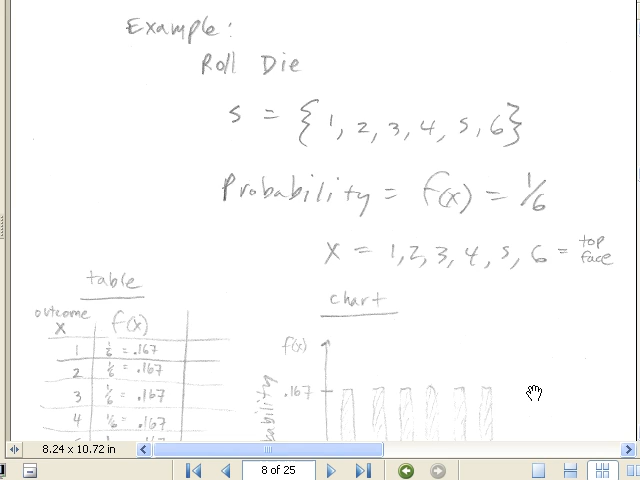 Example:
Roll Die
S = {1, 2, 3, 4, 5, 6}
Probability = f(x) = 1/6
X = 1, 2, 3, 4, 5, 6 = top face
table
outcome X f(x)
1 1/6 = .167
2 1/6 = .167
3 1/6 = .167
4 1/6 = .167
chart
f(x)
.167
8.24 x 10.72 in
8 of 25